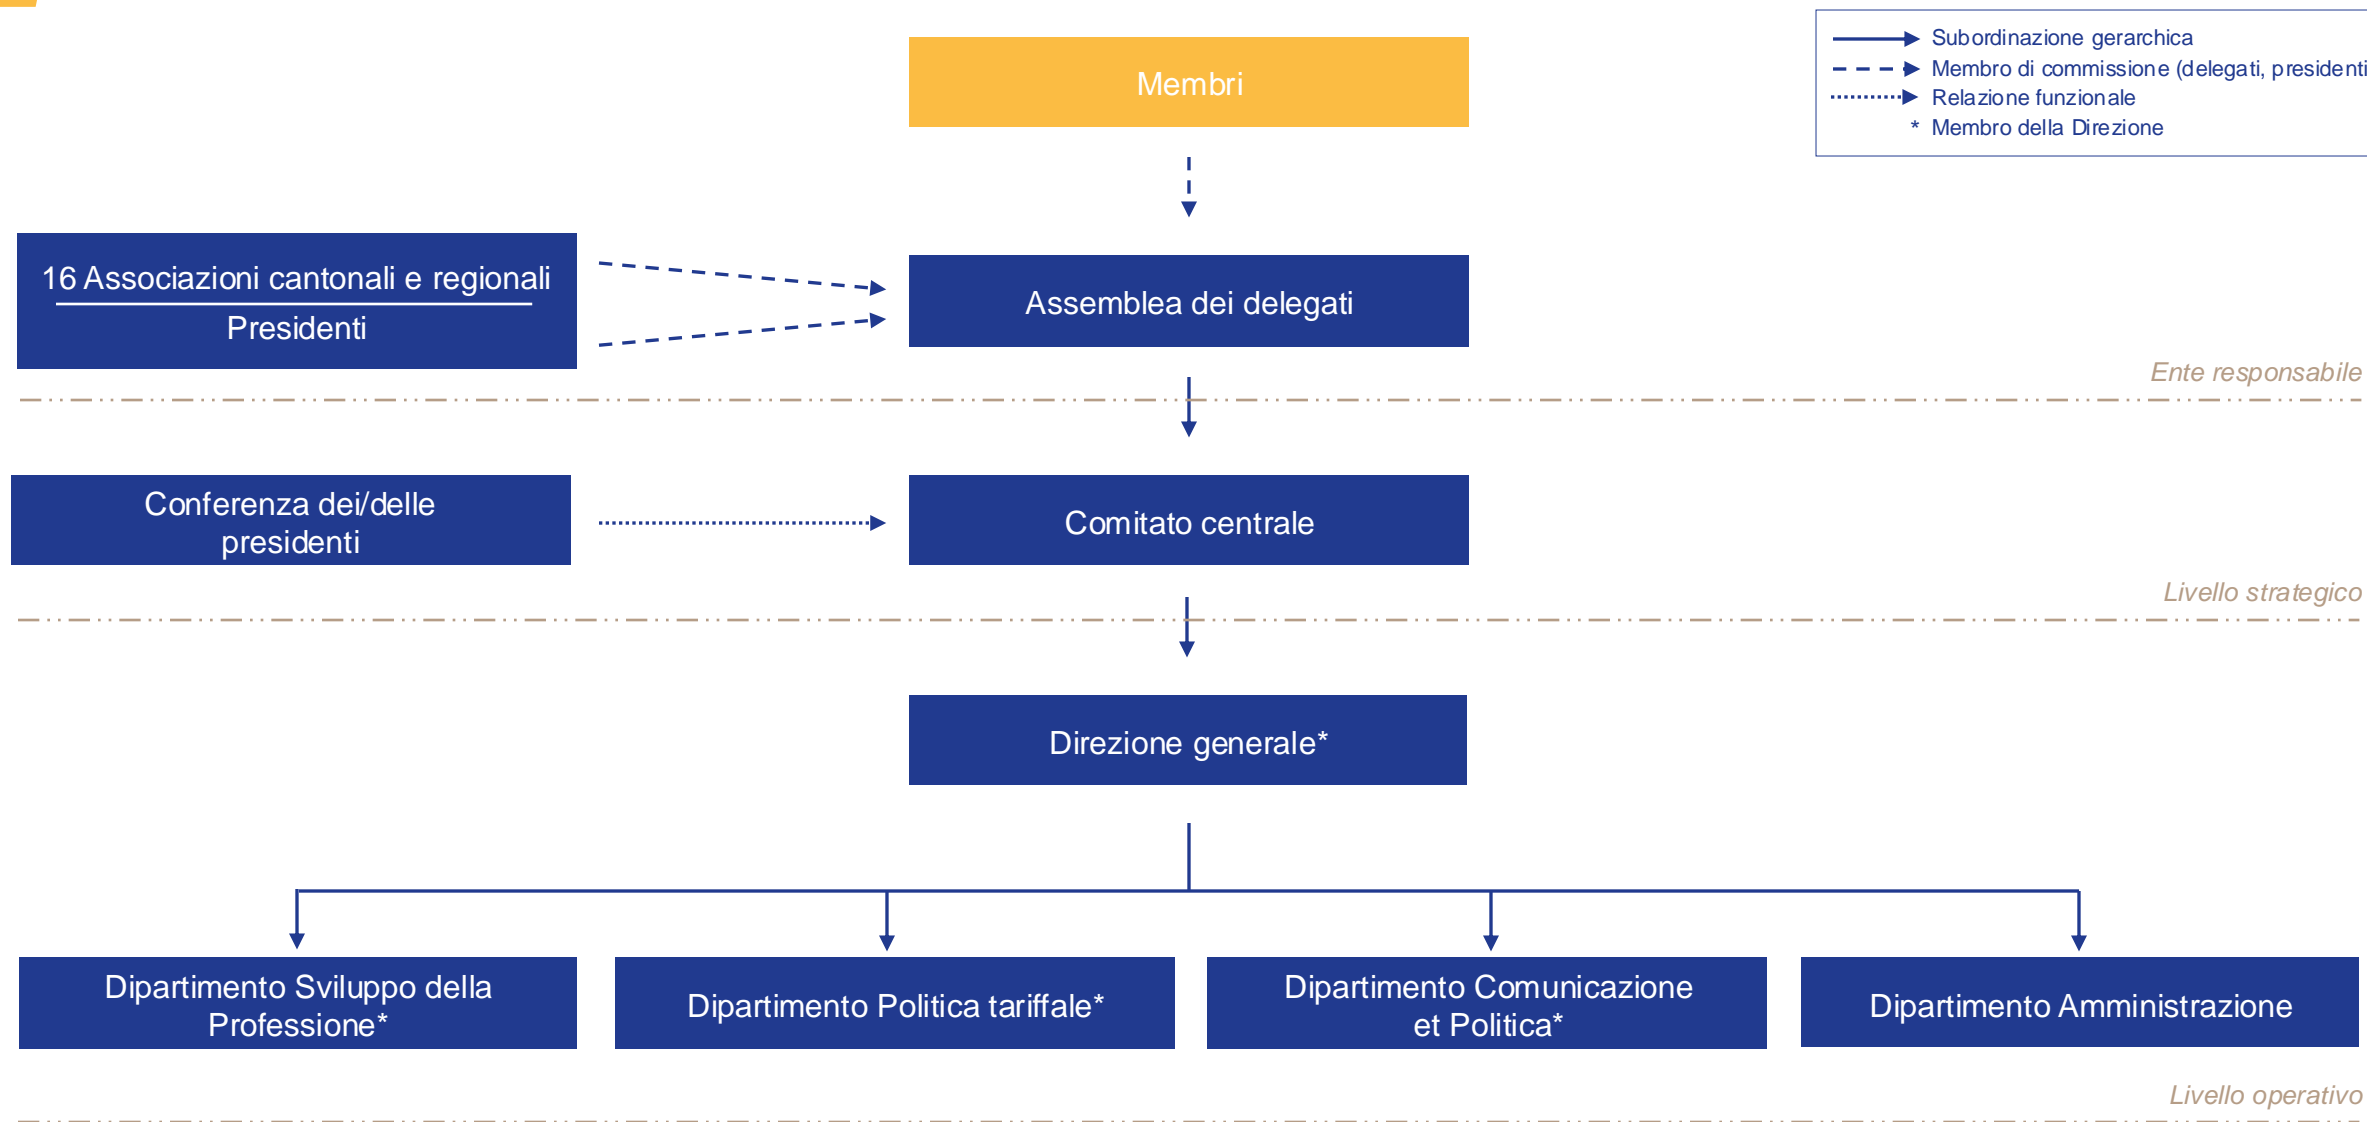 Membri
Subordinazione gerarchica
Membro di commissione (delegati, presidenti
Relazione funzionale
* Membro della Direzione
16 Associazioni cantonali e regionali
Presidenti
Assemblea dei delegati
Ente responsabile
Conferenza dei/delle
presidenti
Comitato centrale
Livello strategico
Direzione generale*
Dipartimento Sviluppo della
Professione*
Dipartimento Politica tariffale*
Dipartimento Comunicazione
et Politica*
Dipartimento Amministrazione
Livello operativo